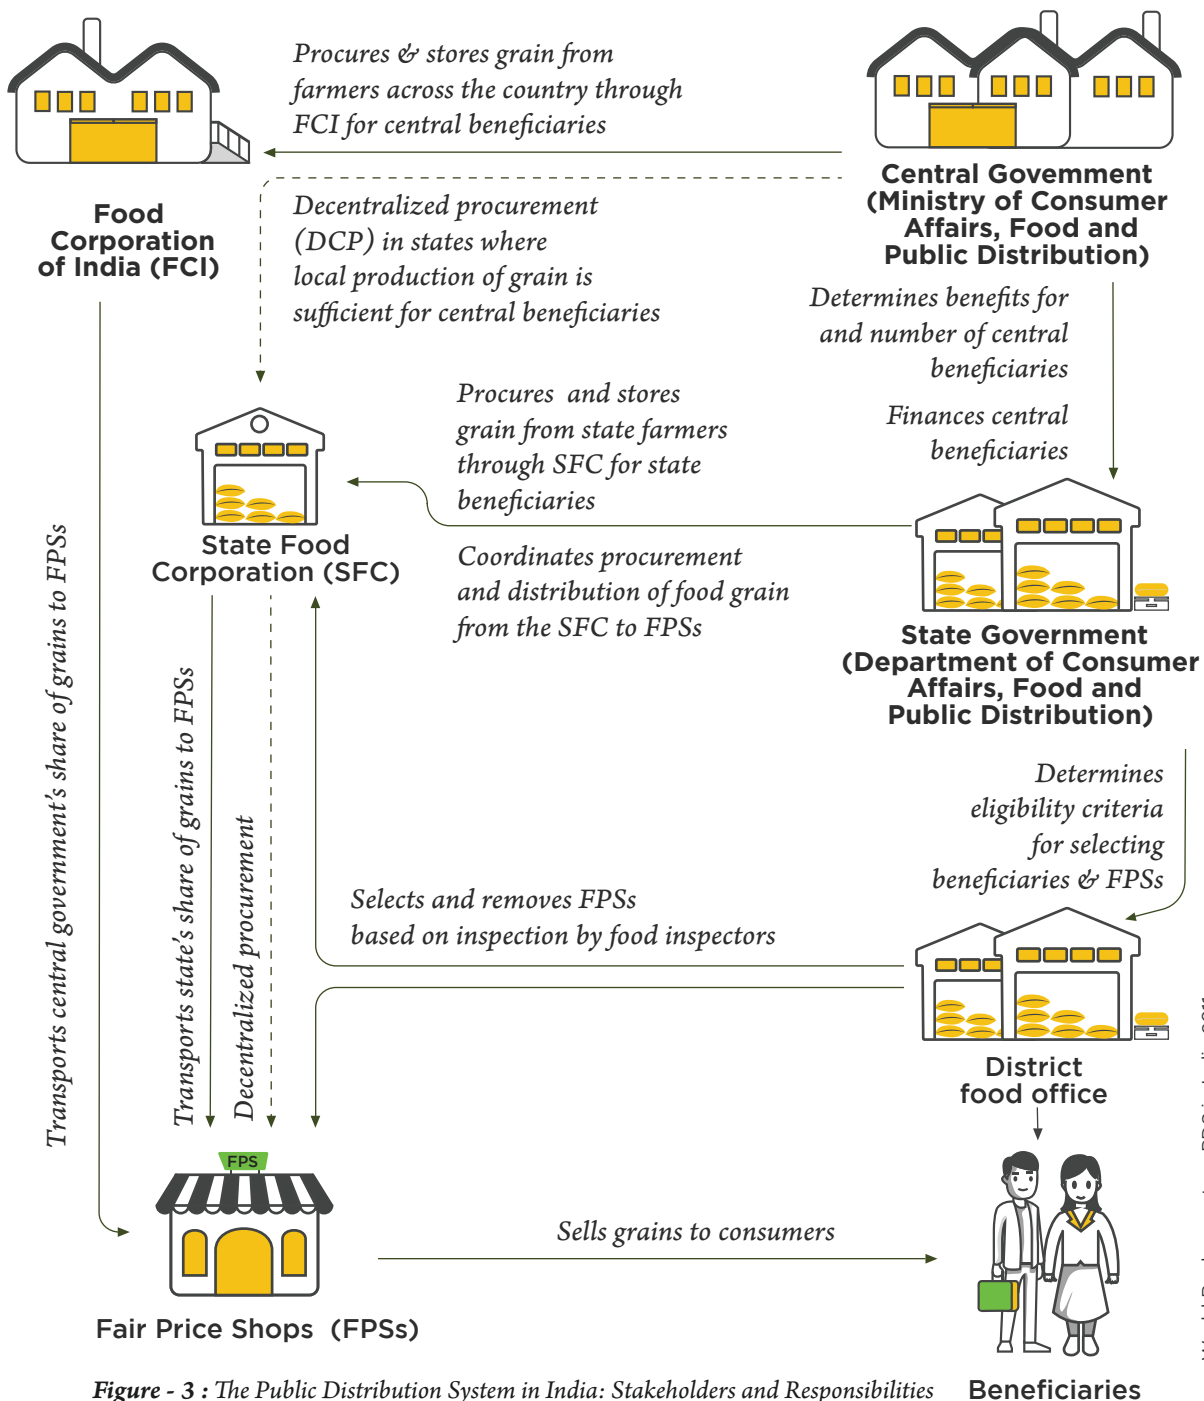 Procures & stores grain from
farmers across the country through
FCI for central beneficiaries
Food
Corporation
of India (FCI)
Central Govemment
(Ministry of Consumer
Affairs, Food and
Public Distribution)
Decentralized procurement
(DCP) in states where
local production of grain is
sufficient for central beneficiaries
Determines benefits for
and number of central
beneficiaries
Finances central
beneficiaries
Procures and stores
grain from state farmers
through SFC for state
beneficiaries
State Food
Corporation (SFC)
Coordinates procurement
and distribution of food grain
from the SFC to FPSs
State Government
(Department of Consumer
Affairs, Food and
Public Distribution)
Transports central government's share of grains to FPSs
Transports state's share of grains to FPSs
Decentralized procurement
Determines
eligibility criteria
for selecting
beneficiaries & FPSs
Selects and removes FPSs
based on inspection by food inspectors
District
food office
FPS
Sells grains to consumers
Fair Price Shops (FPSs)
Beneficiaries
Figure - 3 : The Public Distribution System in India: Stakeholders and Responsibilities